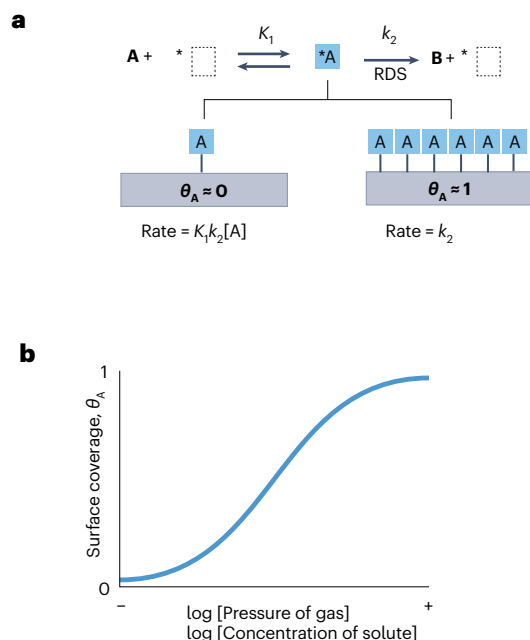 a
A + * K₁ *A k₂ B + *
RDS
A A A A A A A
θA ≈ 0 θA ≈ 1
Rate = K₁k₂[A] Rate = k₂
b
1
Surface coverage, θA
0
− +
log [Pressure of gas]
log [Concentration of solute]